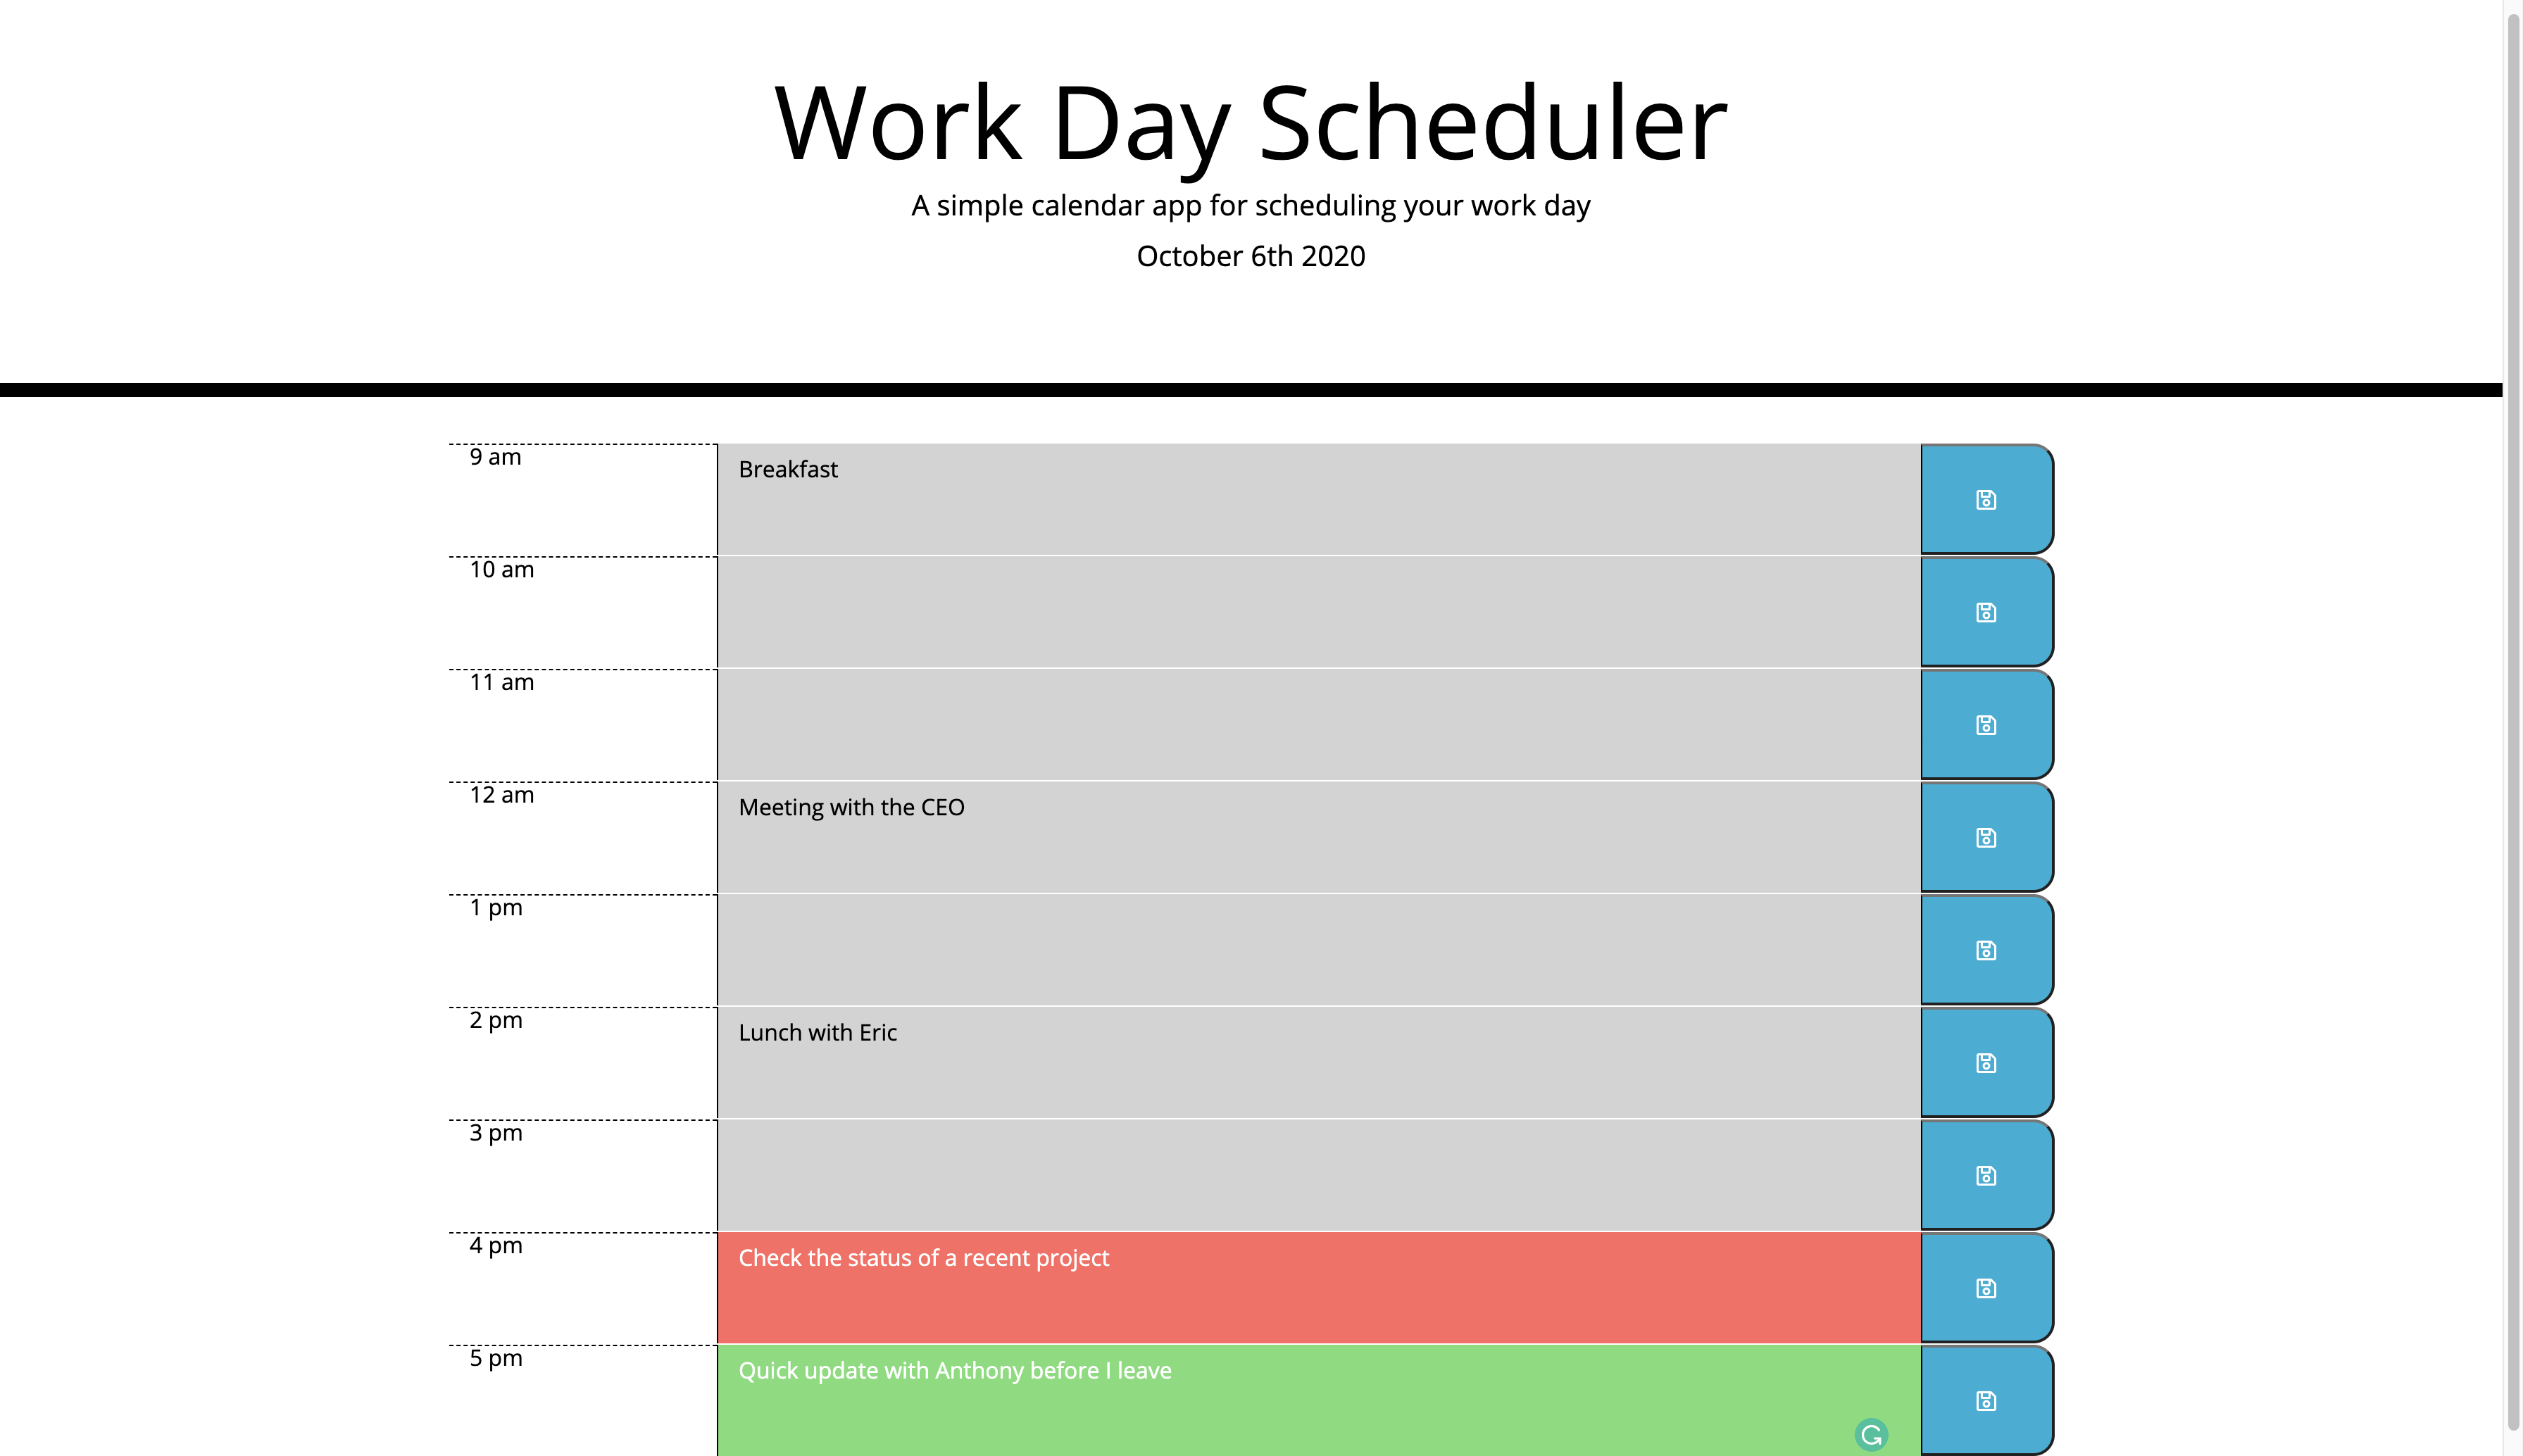 Work Day Scheduler
A simple calendar app for scheduling your work day
October 6th 2020
9 am
Breakfast
10 am
11 am
12 am
Meeting with the CEO
1 pm
2 pm
Lunch with Eric
3 pm
4 pm
Check the status of a recent project
5 pm
Quick update with Anthony before I leave